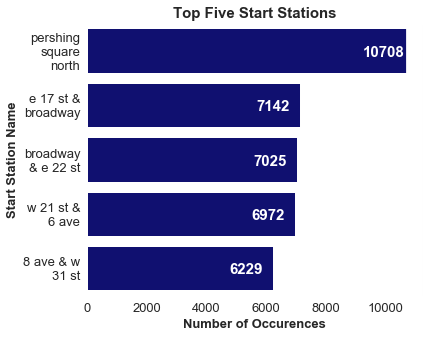 Top Five Start Stations
Start Station Name
pershing
square
north
10708
e 17 st &
broadway
7142
broadway
& e 22 st
7025
w 21 st &
6 ave
6972
8 ave & w
31 st
6229
0 2000 4000 6000 8000 10000
Number of Occurences